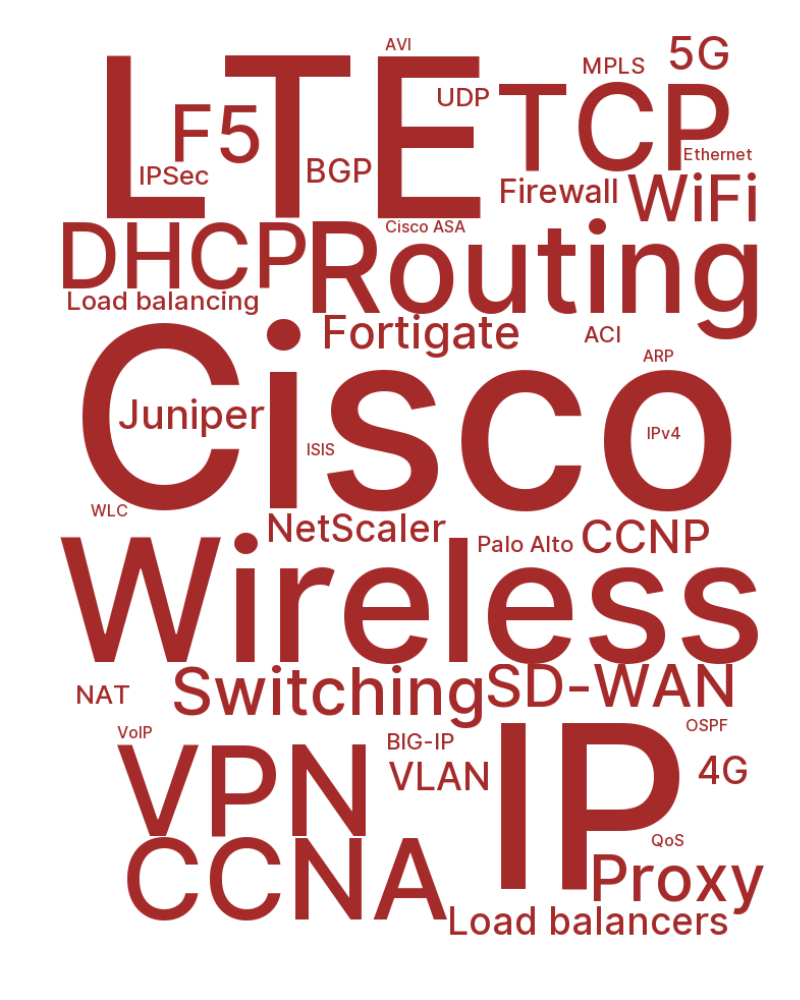 AVI
5G
MPLS
LTE
UDP
TCP
F5
Ethernet
BGP
IPSec
Firewall
WiFi
Cisco ASA
DHCP
Routing
Load balancing
Fortigate
ACI
ARP
Cisco
Juniper
IPv4
ISIS
WLC
NetScaler
Palo Alto
CCNP
Wireless
NAT
Switching
SD-WAN
OSPF
VoIP
BIG-IP
IP
4G
VLAN
VPN
QoS
CCNA
Proxy
Load balancers